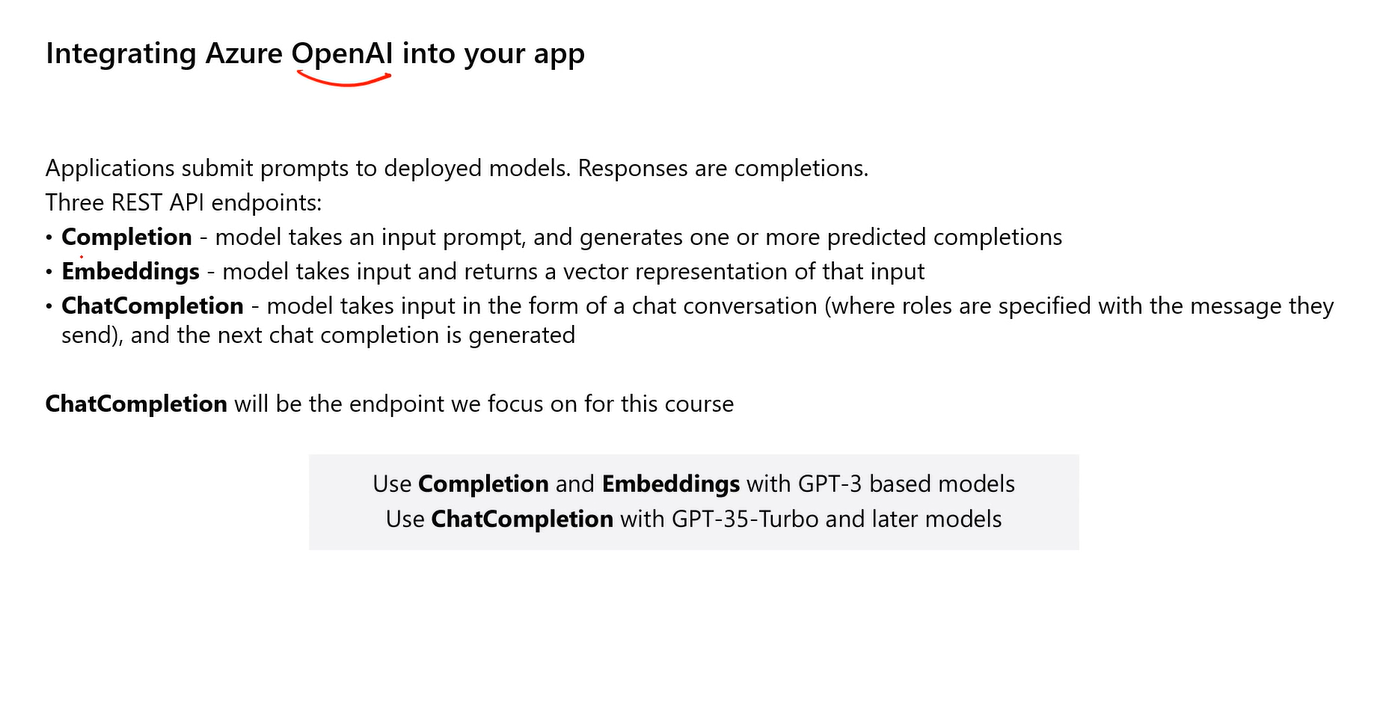 Integrating Azure OpenAI into your app
Applications submit prompts to deployed models. Responses are completions.
Three REST API endpoints:
• Completion - model takes an input prompt, and generates one or more predicted completions
• Embeddings - model takes input and returns a vector representation of that input
• ChatCompletion - model takes input in the form of a chat conversation (where roles are specified with the message they
send), and the next chat completion is generated
ChatCompletion will be the endpoint we focus on for this course
Use Completion and Embeddings with GPT-3 based models
Use ChatCompletion with GPT-35-Turbo and later models